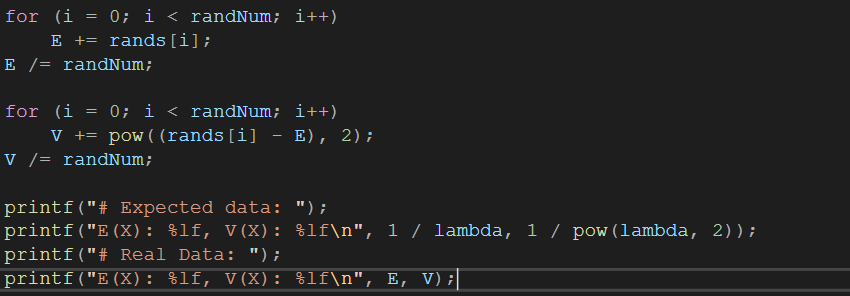 for (i = 0; i < randNum; i++)
    E += rands[i];
E /= randNum;

for (i = 0; i < randNum; i++)
    V += pow((rands[i] - E), 2);
V /= randNum;

printf("# Expected data: ");
printf("E(X): %lf, V(X): %lf\n", 1 / lambda, 1 / pow(lambda, 2));
printf("# Real Data: ");
printf("E(X): %lf, V(X): %lf\n", E, V);